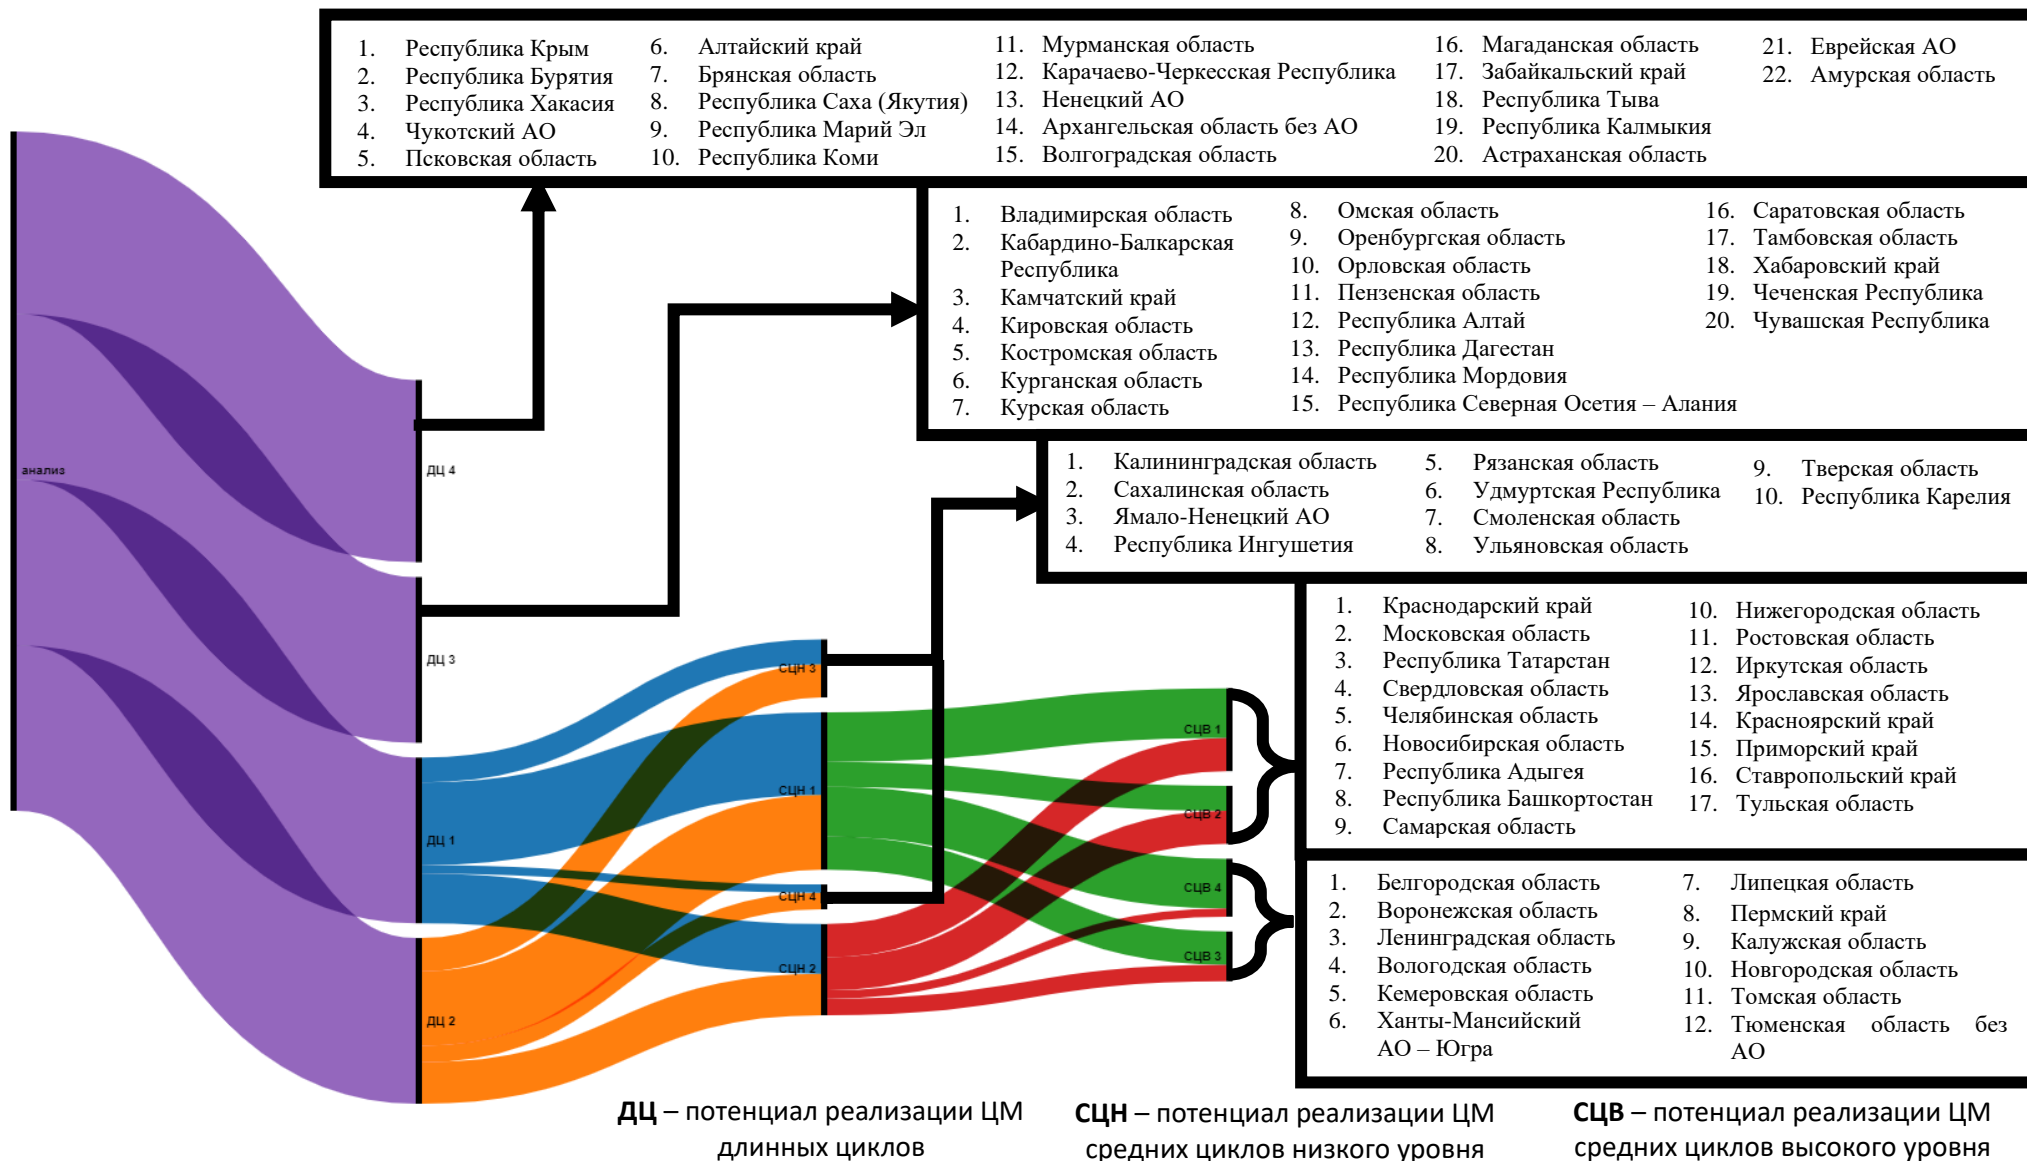 1. Республика Крым
2. Республика Бурятия
3. Республика Хакасия
4. Чукотский АО
5. Псковская область
6. Алтайский край
7. Брянская область
8. Республика Саха (Якутия)
9. Республика Марий Эл
10. Республика Коми
11. Мурманская область
12. Карачаево-Черкесская Республика
13. Ненецкий АО
14. Архангельская область без АО
15. Волгоградская область
16. Магаданская область
17. Забайкальский край
18. Республика Тыва
19. Республика Калмыкия
20. Астраханская область
21. Еврейская АО
22. Амурская область
1. Владимирская область
2. Кабардино-Балкарская
Республика
3. Камчатский край
4. Кировская область
5. Костромская область
6. Курганская область
7. Курская область
8. Омская область
9. Оренбургская область
10. Орловская область
11. Пензенская область
12. Республика Алтай
13. Республика Дагестан
14. Республика Мордовия
15. Республика Северная Осетия – Алания
16. Саратовская область
17. Тамбовская область
18. Хабаровский край
19. Чеченская Республика
20. Чувашская Республика
1. Калининградская область
2. Сахалинская область
3. Ямало-Ненецкий АО
4. Республика Ингушетия
5. Рязанская область
6. Удмуртская Республика
7. Смоленская область
8. Ульяновская область
9. Тверская область
10. Республика Карелия
1. Краснодарский край
2. Московская область
3. Республика Татарстан
4. Свердловская область
5. Челябинская область
6. Новосибирская область
7. Республика Адыгея
8. Республика Башкортостан
9. Самарская область
10. Нижегородская область
11. Ростовская область
12. Иркутская область
13. Ярославская область
14. Красноярский край
15. Приморский край
16. Ставропольский край
17. Тульская область
1. Белгородская область
2. Воронежская область
3. Ленинградская область
4. Вологодская область
5. Кемеровская область
6. Ханты-Мансийский
АО – Югра
7. Липецкая область
8. Пермский край
9. Калужская область
10. Новгородская область
11. Томская область
12. Тюменская область без
АО
анализ
ДЦ 4
ДЦ 3
ДЦ 1
ДЦ 2
СЦН 3
СЦН 1
СЦН 4
СЦН 2
СЦВ 1
СЦВ 2
СЦВ 4
СЦВ 3
ДЦ – потенциал реализации ЦМ
длинных циклов
СЦН – потенциал реализации ЦМ
средних циклов низкого уровня
СЦВ – потенциал реализации ЦМ
средних циклов высокого уровня